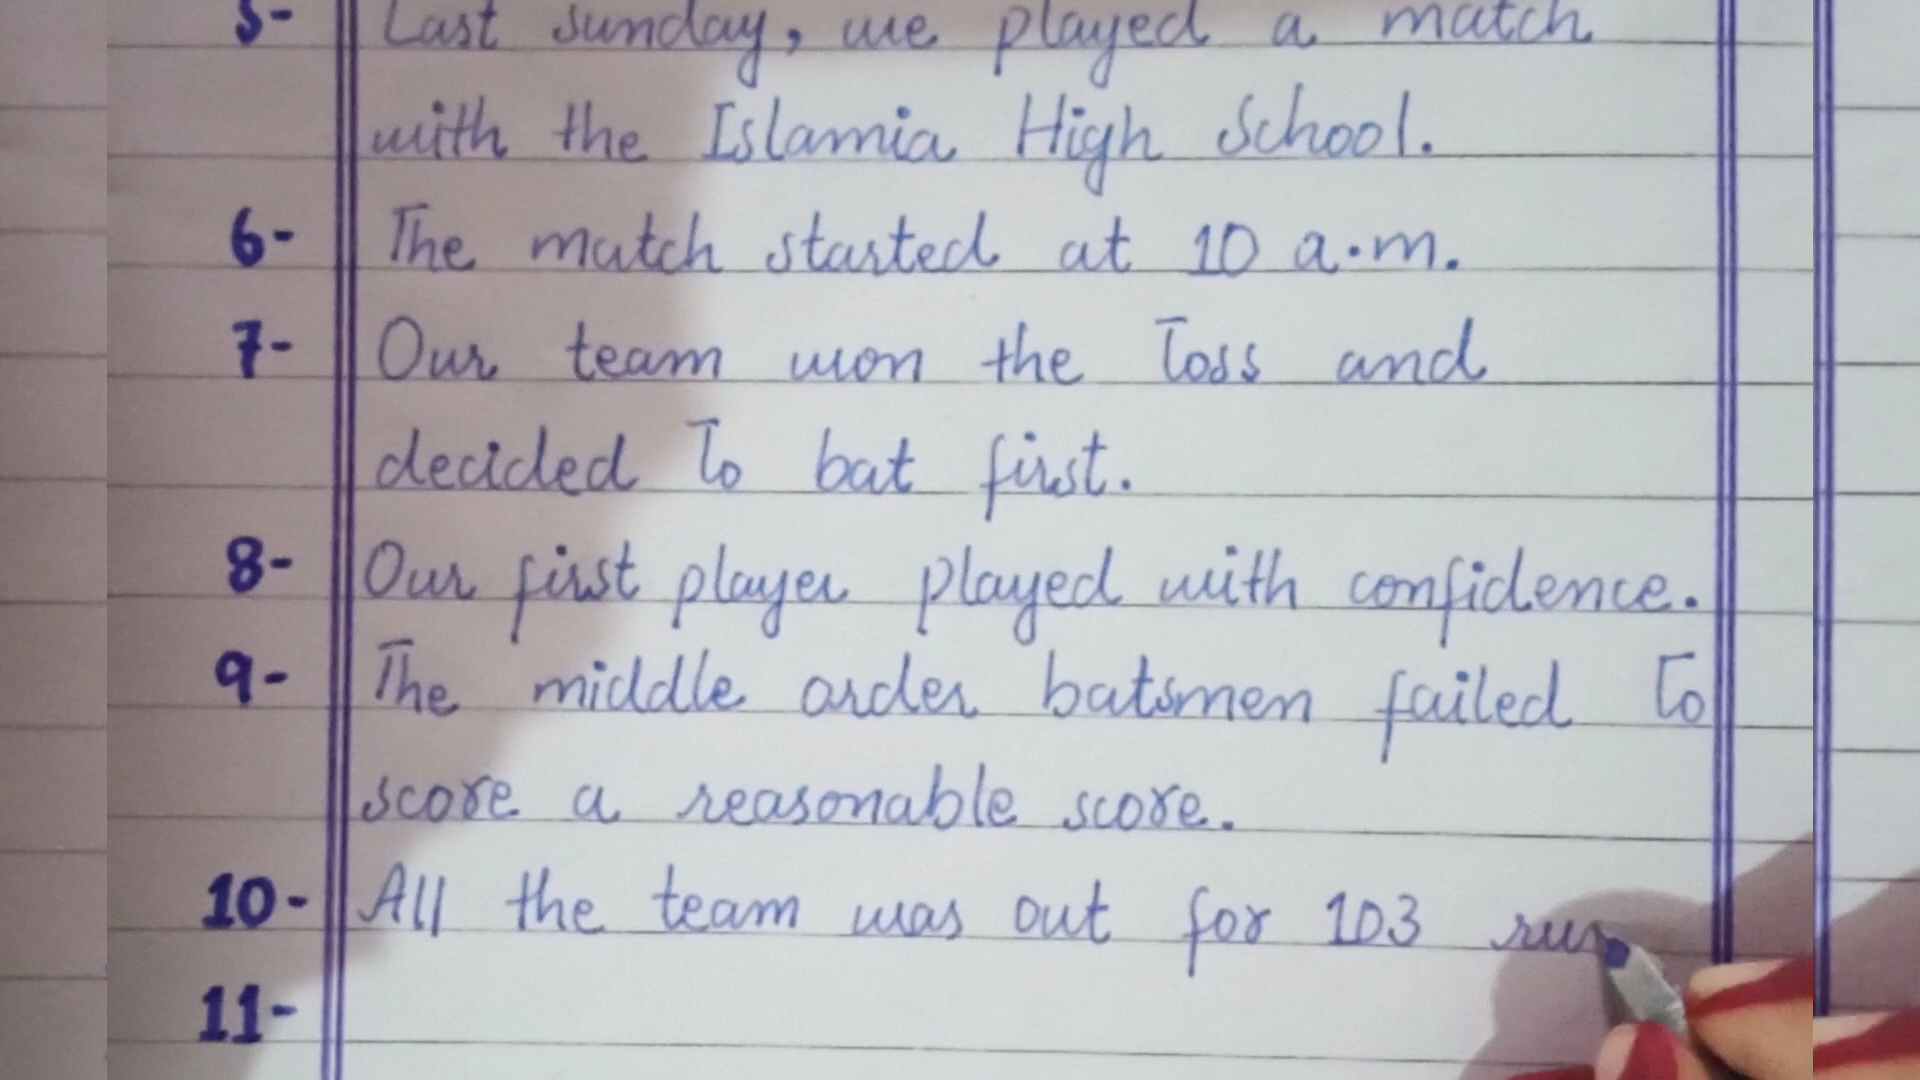 5- Last Sunday, we played a match
with the Islamia High School.
6- The match started at 10 a.m.
7- Our team won the Toss and
decided To bat first.
8- Our first player played with confidence.
9- The middle order batsmen failed To
score a reasonable score.
10- All the team was out for 103
11-